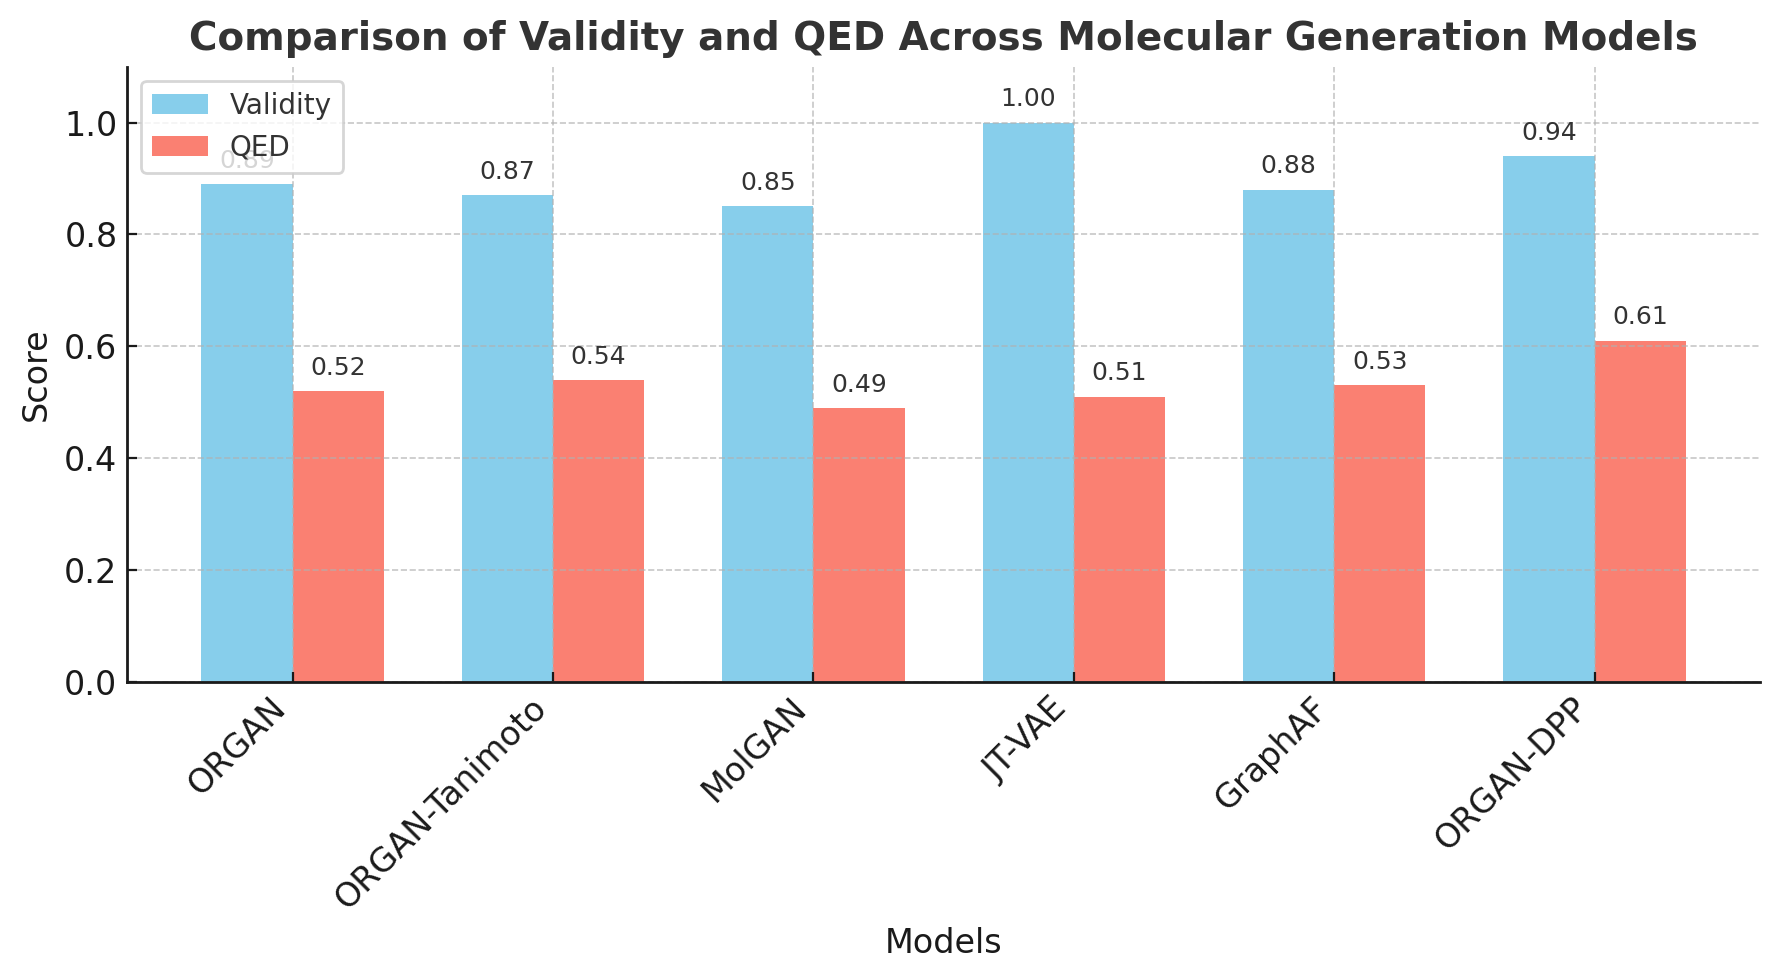 Comparison of Validity and QED Across Molecular Generation Models
Validity
QED
Score
1.0
0.8
0.6
0.4
0.2
0.0
0.89
0.52
0.87
0.54
0.85
0.49
1.00
0.51
0.88
0.53
0.94
0.61
ORGAN
ORGAN-Tanimoto
MolGAN
JT-VAE
GraphAF
ORGAN-DPP
Models